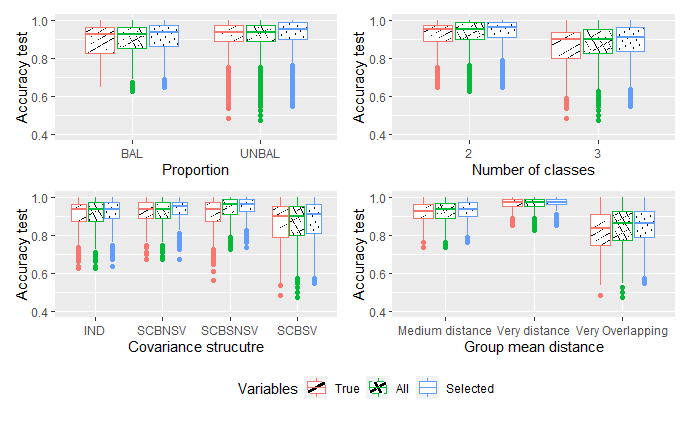 Accuracy test
1.0
0.8
0.6
0.4
BAL UNBAL
Proportion
Accuracy test
1.0
0.8
0.6
0.4
2 3
Number of classes
Accuracy test
1.0
0.8
0.6
0.4
IND SCBNSV SCBSNSV SCBSV
Covariance strucutre
Accuracy test
1.0
0.8
0.6
0.4
Medium distance Very distance Very Overlapping
Group mean distance
Variables True All Selected